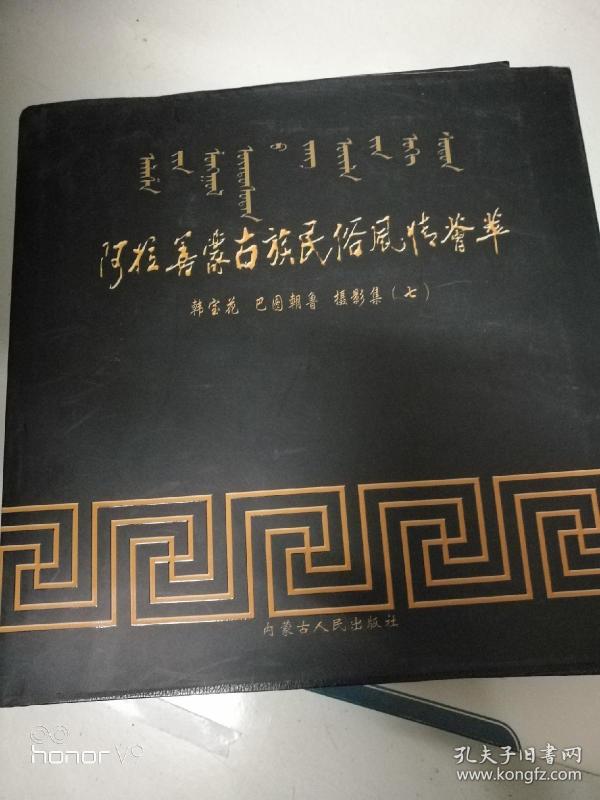 阿拉善蒙古族民俗风情荟萃
韩宝花 巴图朝鲁 摄影集(七)
内蒙古人民出版社
honor V9
孔夫子旧书网
www.kongfz.com